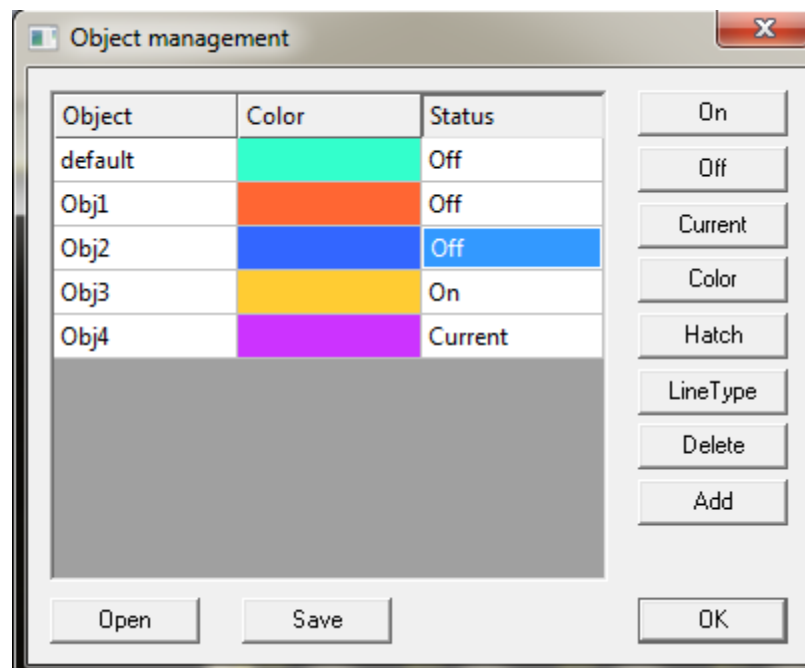 Object management
Object Color Status
default Off
Obj1 Off
Obj2 Off
Obj3 On
Obj4 Current
On
Off
Current
Color
Hatch
LineType
Delete
Add
Open Save OK